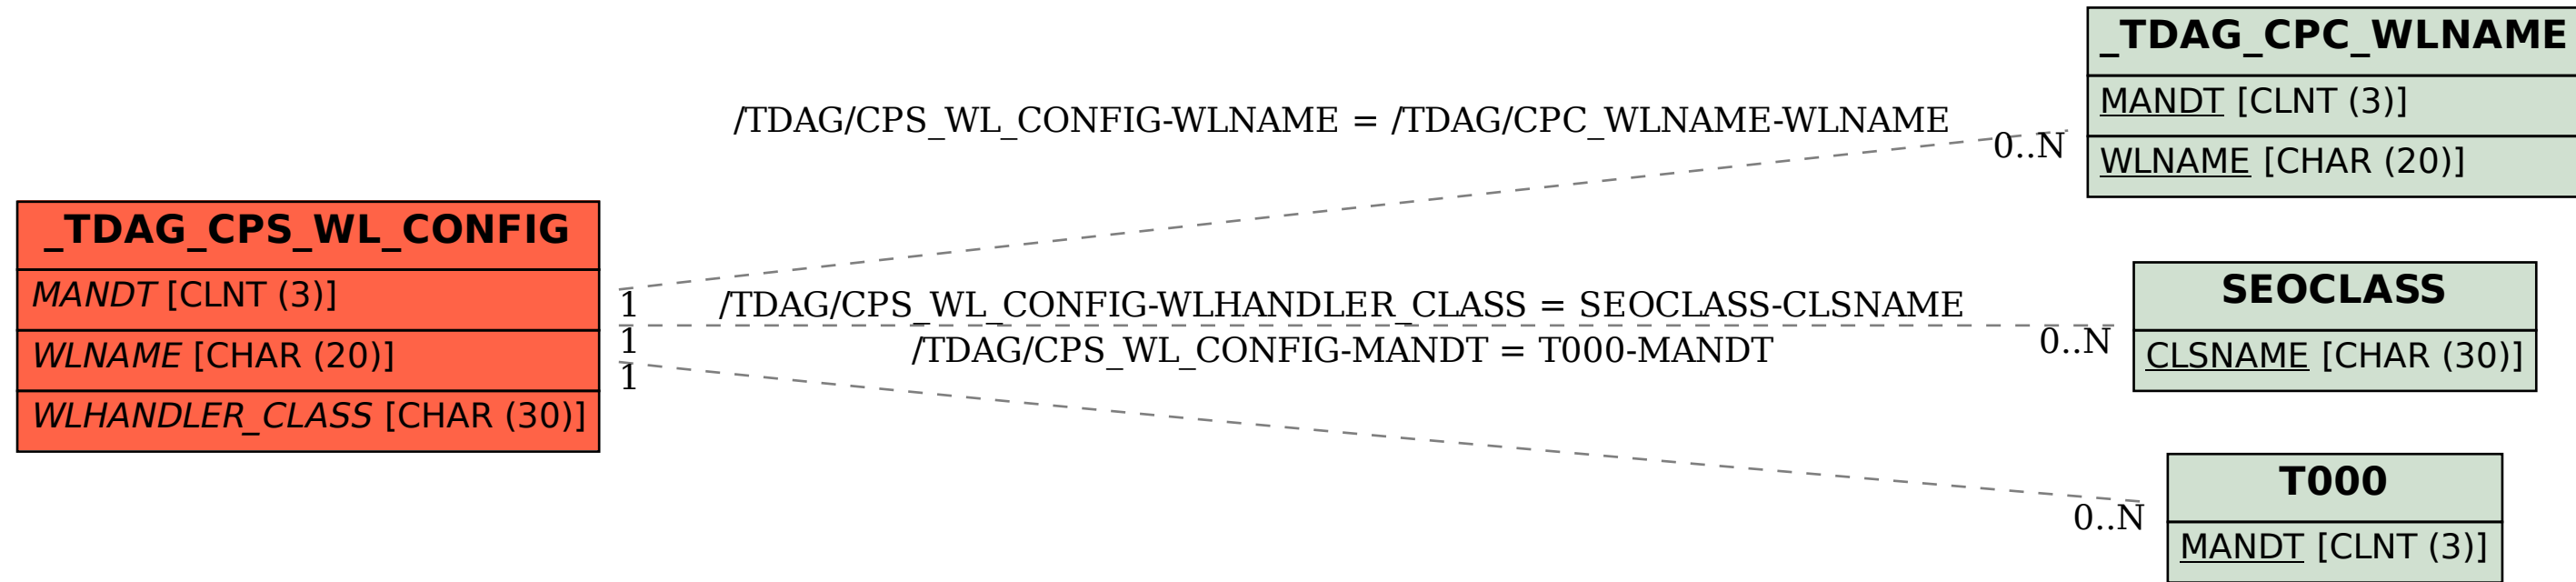 _TDAG_CPS_WL_CONFIG
MANDT [CLNT (3)]
WLNAME [CHAR (20)]
WLHANDLER_CLASS [CHAR (30)]
/TDAG/CPS_WL_CONFIG-WLNAME = /TDAG/CPC_WLNAME-WLNAME
0..N
1
/TDAG/CPS_WL_CONFIG-WLHANDLER_CLASS = SEOCLASS-CLSNAME
0..N
1
/TDAG/CPS_WL_CONFIG-MANDT = T000-MANDT
0..N
1
_TDAG_CPC_WLNAME
MANDT [CLNT (3)]
WLNAME [CHAR (20)]
SEOCLASS
CLSNAME [CHAR (30)]
T000
MANDT [CLNT (3)]